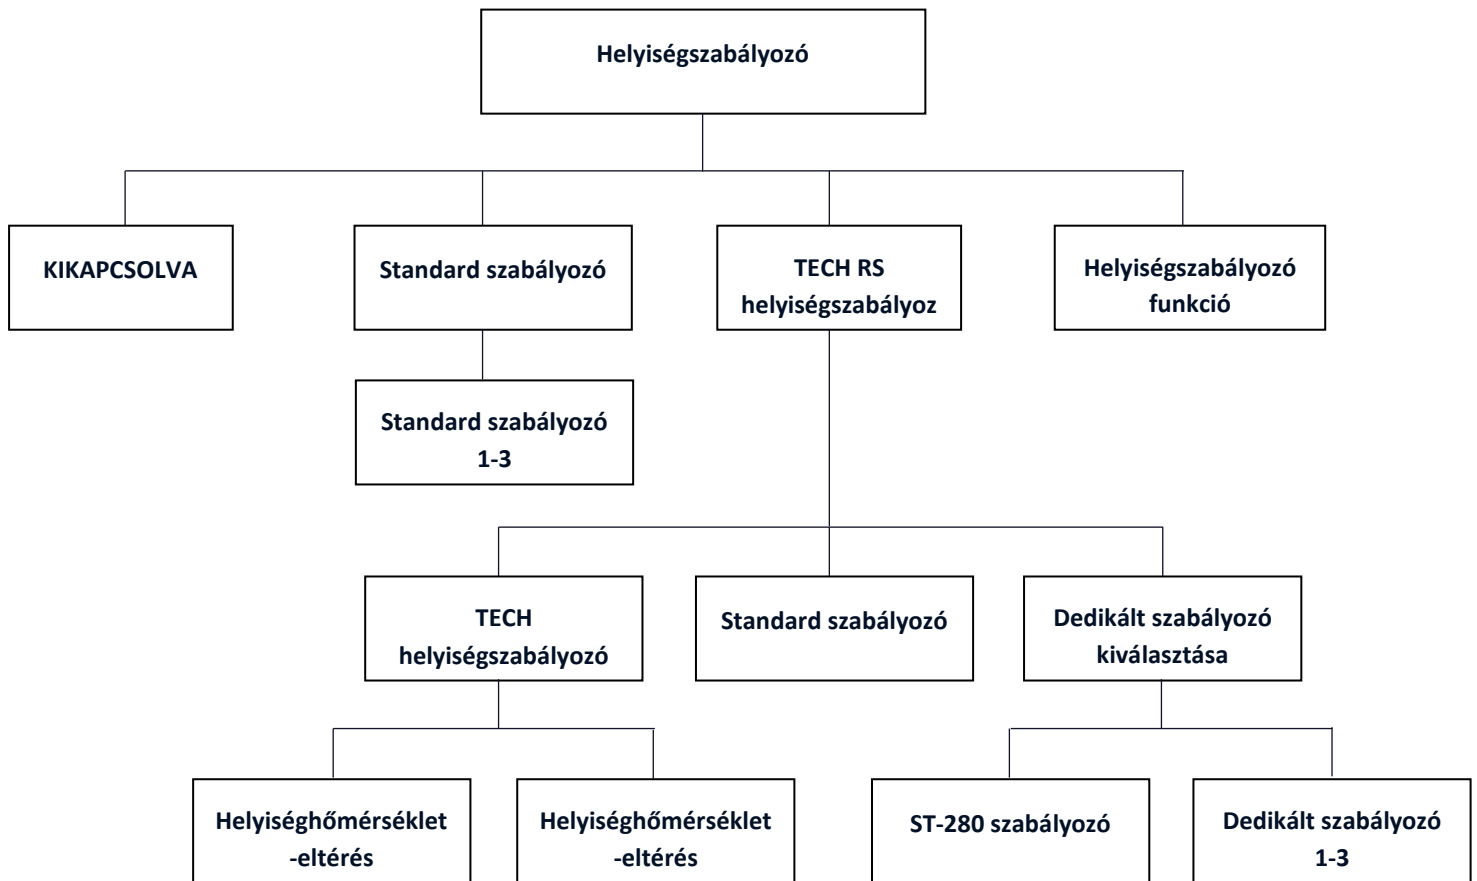 Helyiségszabályozó
KIKAPCSOLVA
Standard szabályozó
TECH RS
helyiségszabályoz
Helyiségszabályozó
funkció
Standard szabályozó
1-3
TECH
helyiségszabályozó
Standard szabályozó
Dedikált szabályozó
kiválasztása
Helyiséghőmérséklet
-eltérés
Helyiséghőmérséklet
-eltérés
ST-280 szabályozó
Dedikált szabályozó
1-3